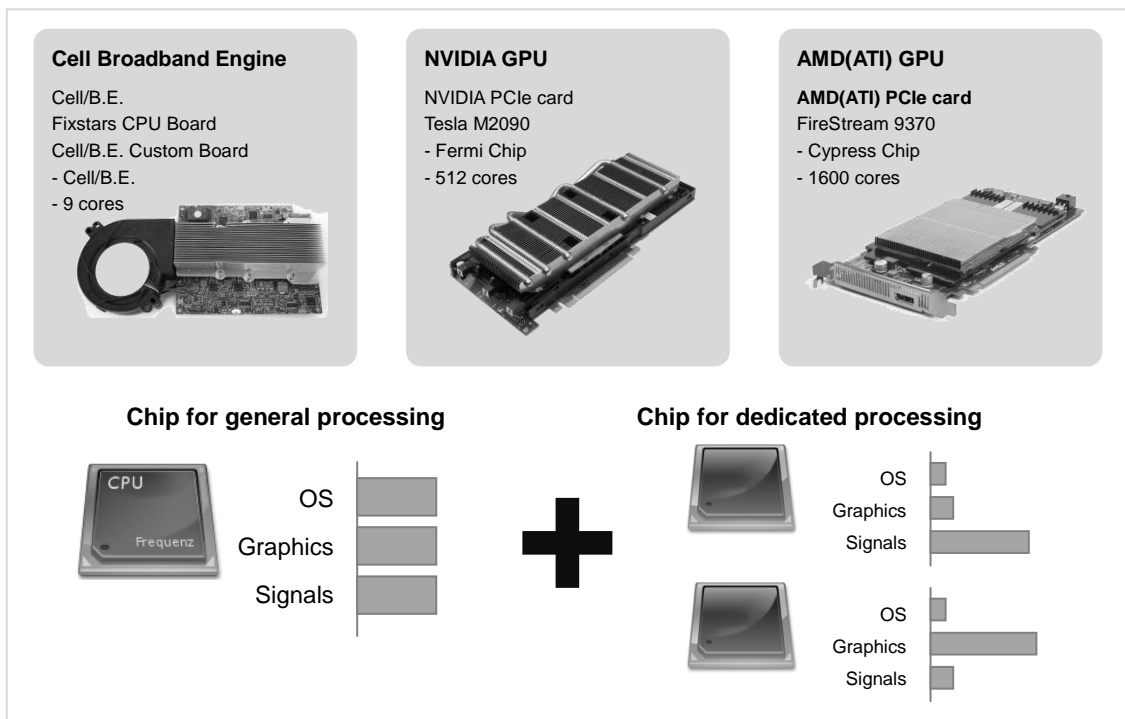 Cell Broadband Engine
Cell/B.E.
Fixstars CPU Board
Cell/B.E. Custom Board
- Cell/B.E.
- 9 cores
NVIDIA GPU
NVIDIA PCIe card
Tesla M2090
- Fermi Chip
- 512 cores
AMD(ATI) GPU
AMD(ATI) PCIe card
FireStream 9370
- Cypress Chip
- 1600 cores
Chip for general processing
CPU
Frequenz
OS
Graphics
Signals
Chip for dedicated processing
OS
Graphics
Signals
OS
Graphics
Signals